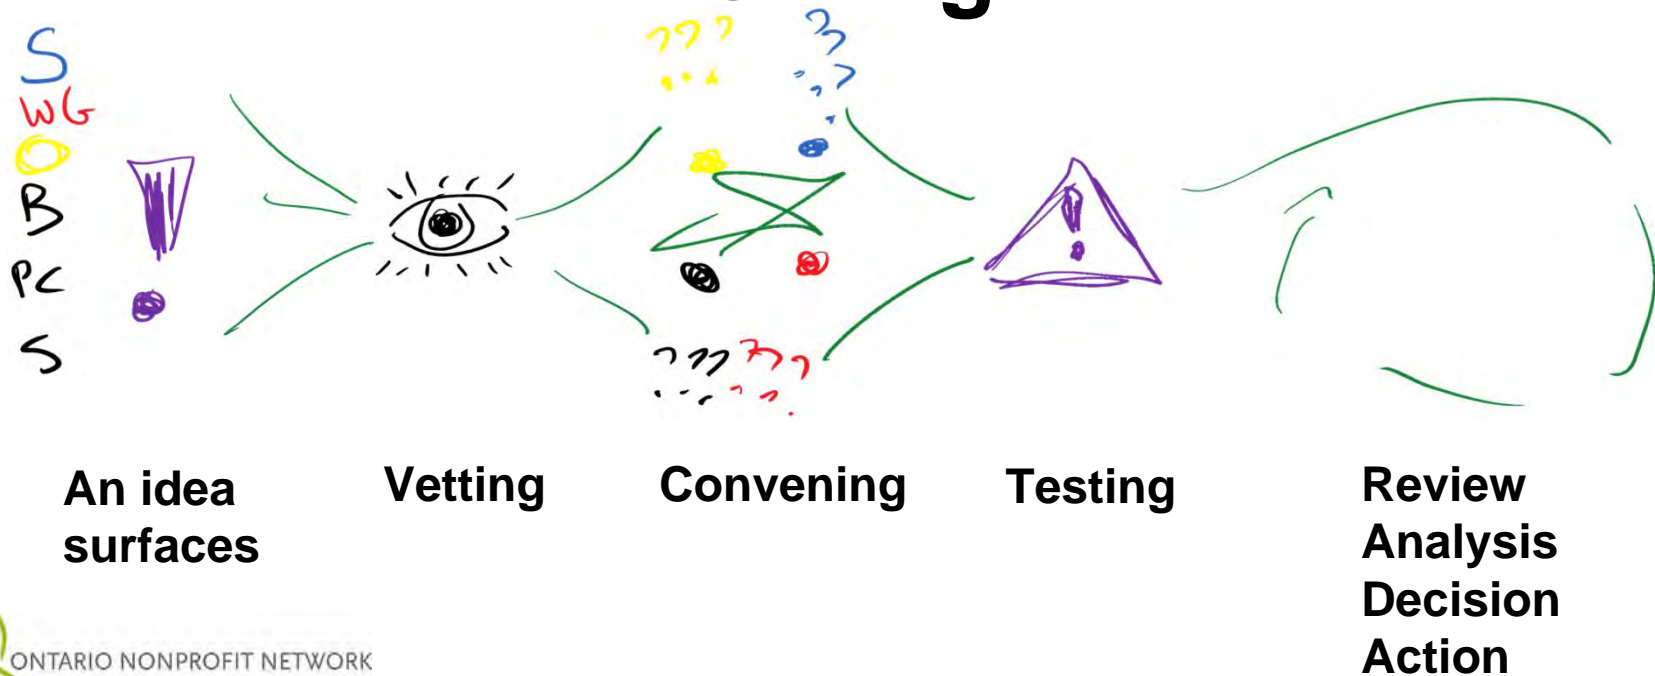 S
WG
B
PC
S
An idea
surfaces
Vetting
Convening
Testing
Review
Analysis
Decision
Action
ONTARIO NONPROFIT NETWORK